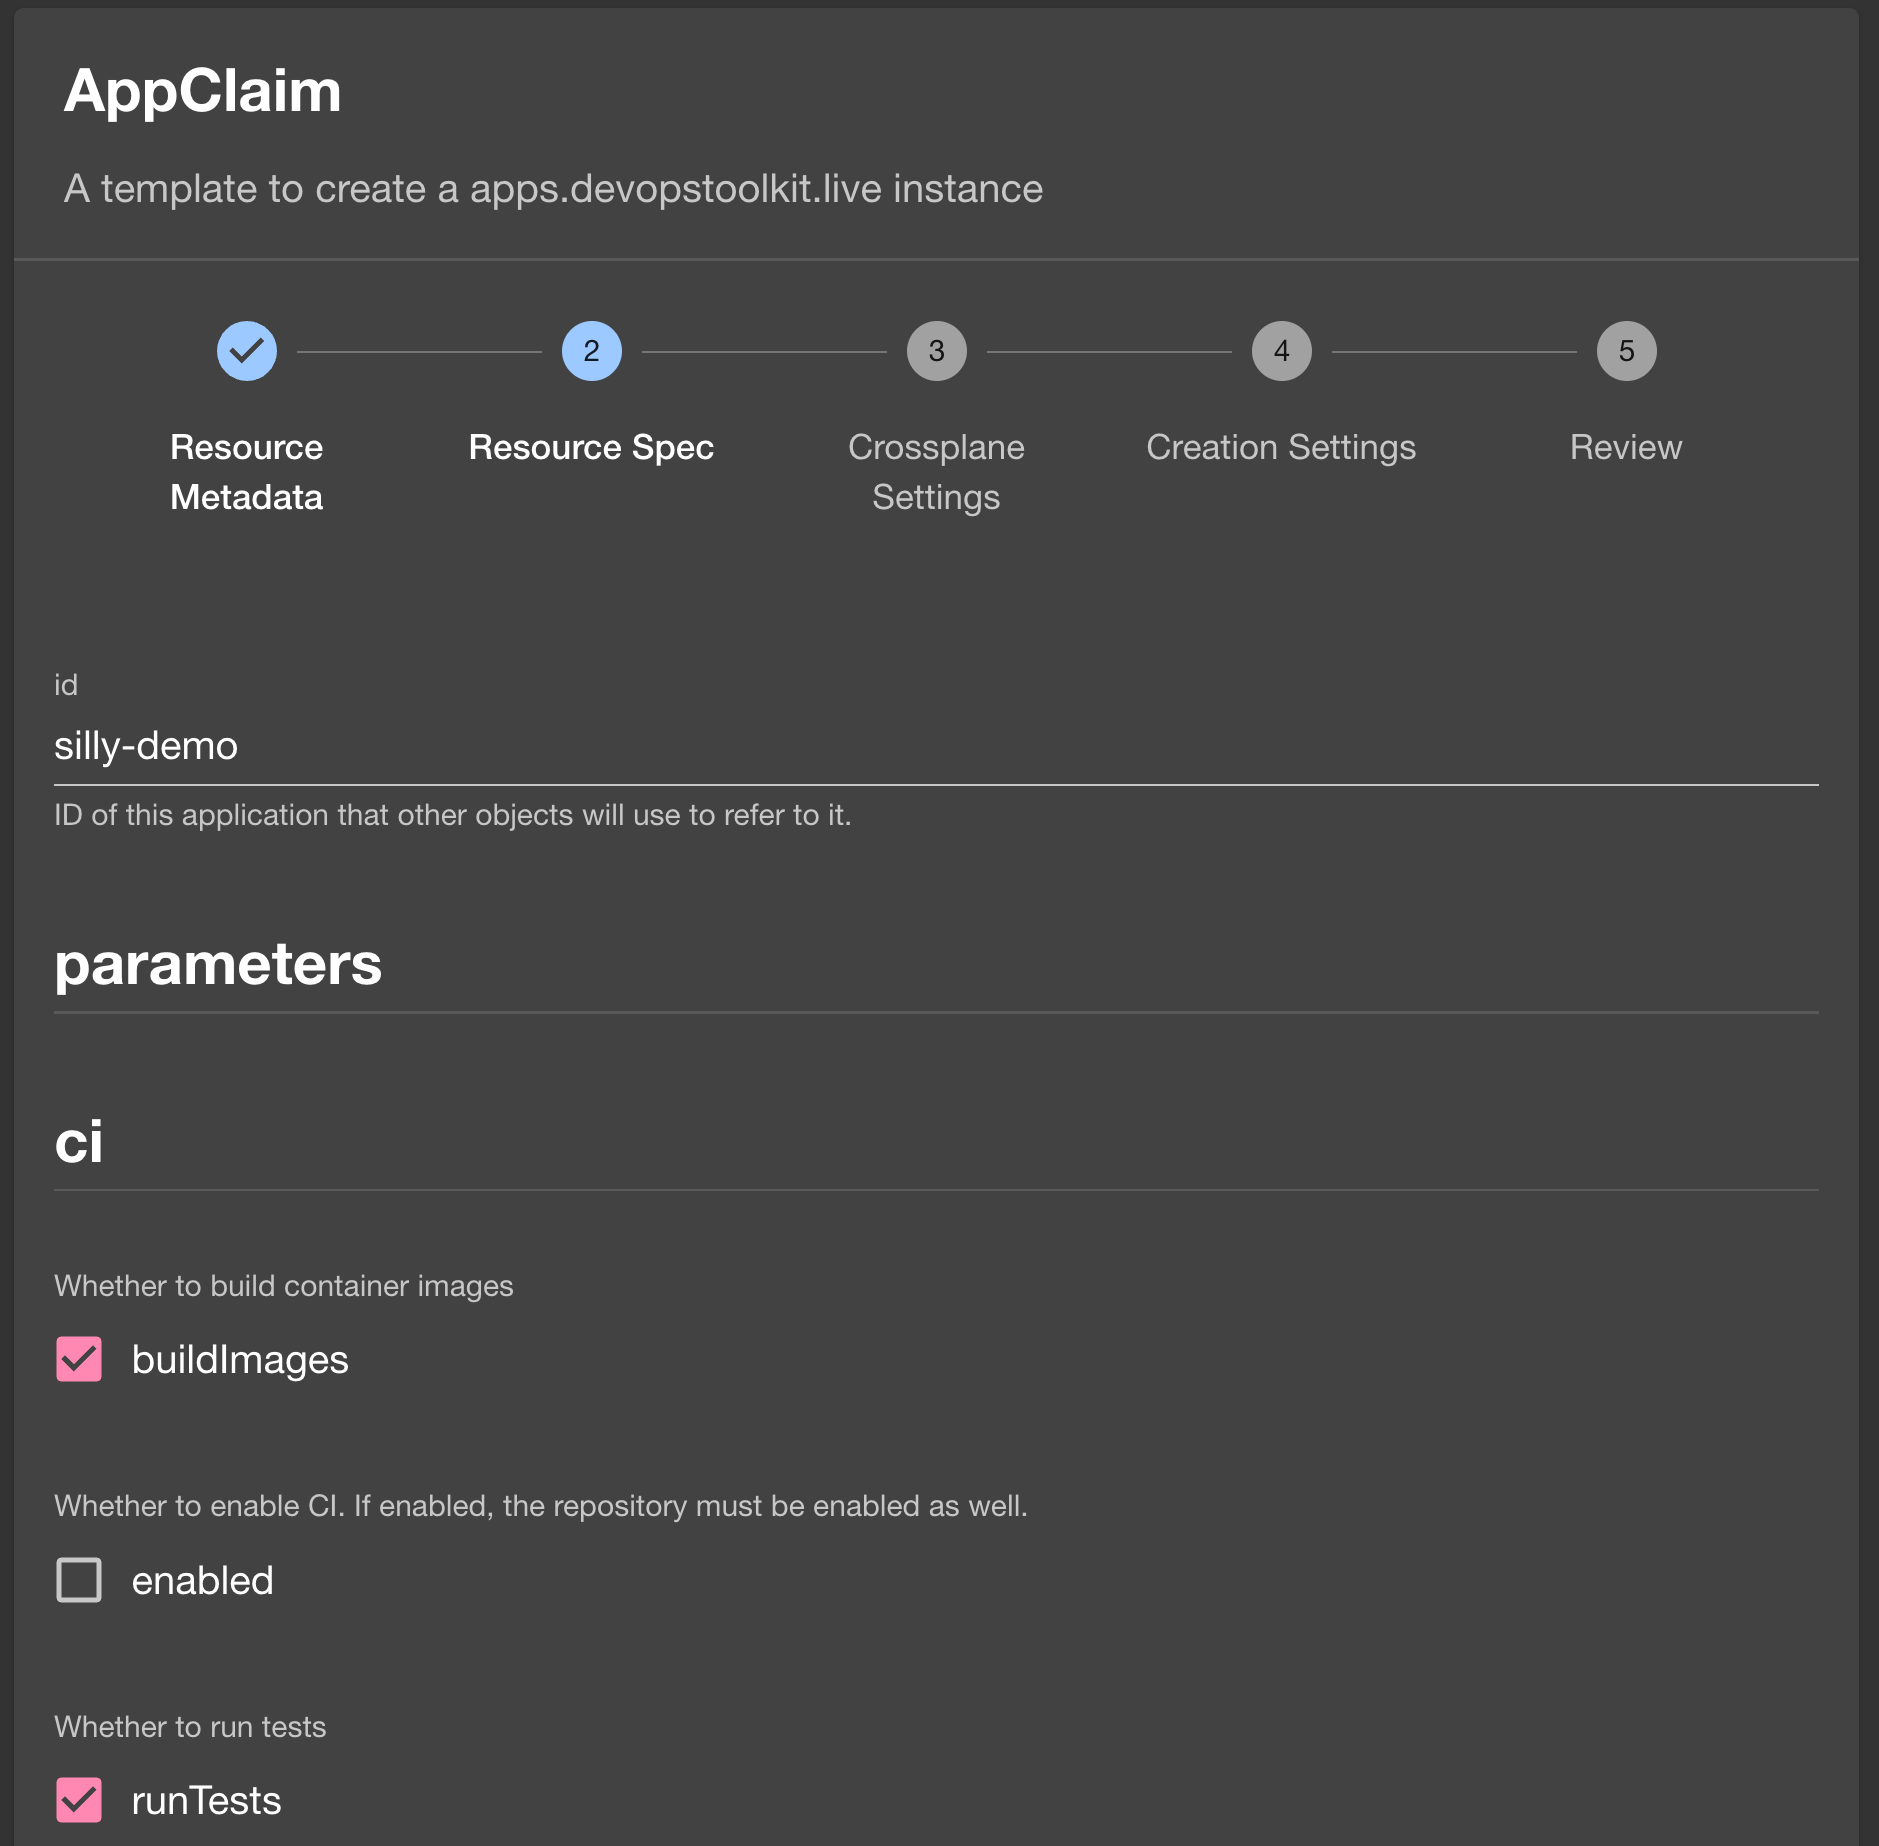 AppClaim
A template to create a apps.devopstoolkit.live instance
2
3
4
5
Resource
Metadata
Resource Spec
Crossplane
Settings
Creation Settings
Review
id
silly-demo
ID of this application that other objects will use to refer to it.
parameters
ci
Whether to build container images
buildImages
Whether to enable CI. If enabled, the repository must be enabled as well.
enabled
Whether to run tests
runTests